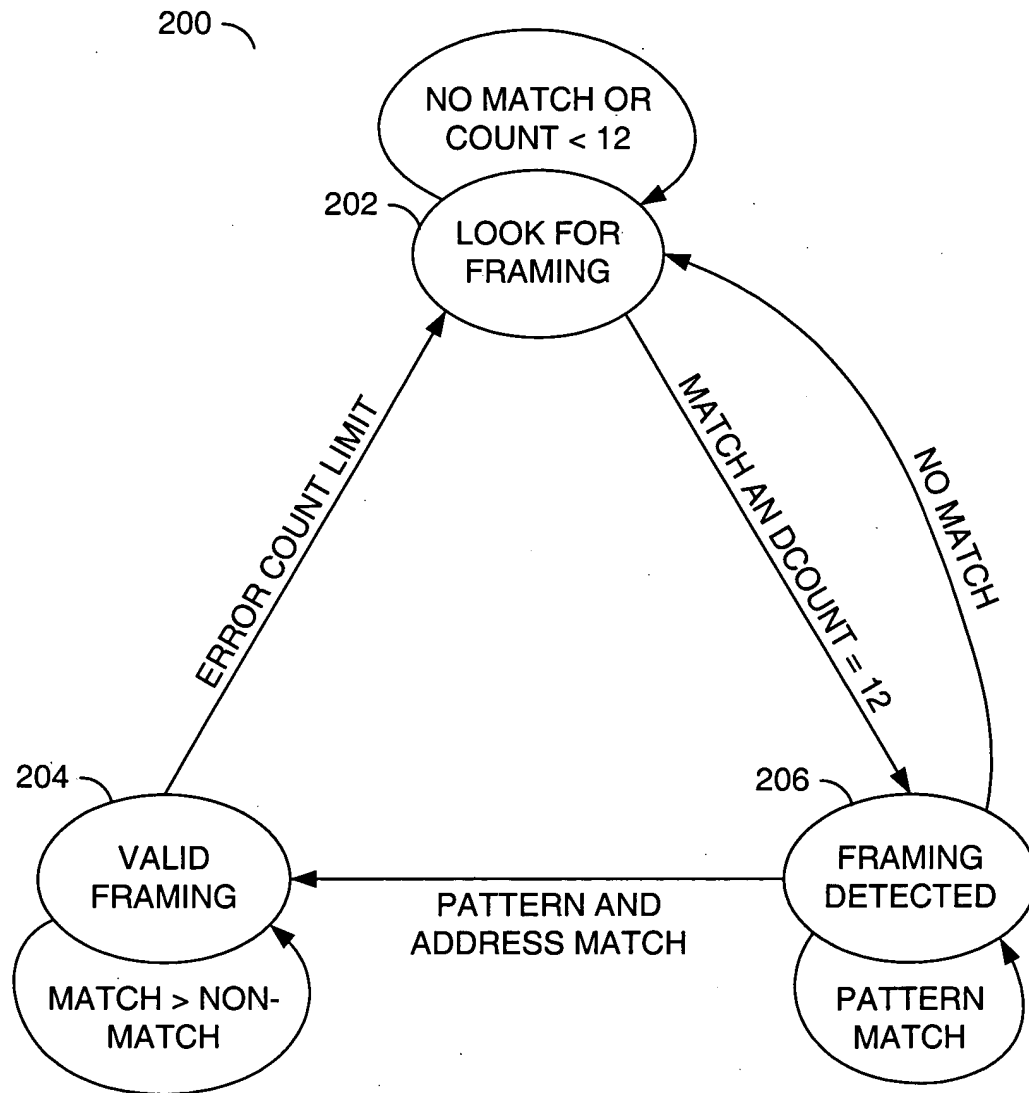 200
NO MATCH OR
COUNT < 12
202
LOOK FOR
FRAMING
ERROR COUNT LIMIT
MATCH AN DCOUNT = 12
NO MATCH
204
VALID
FRAMING
MATCH > NON-
MATCH
PATTERN AND
ADDRESS MATCH
206
FRAMING
DETECTED
PATTERN
MATCH